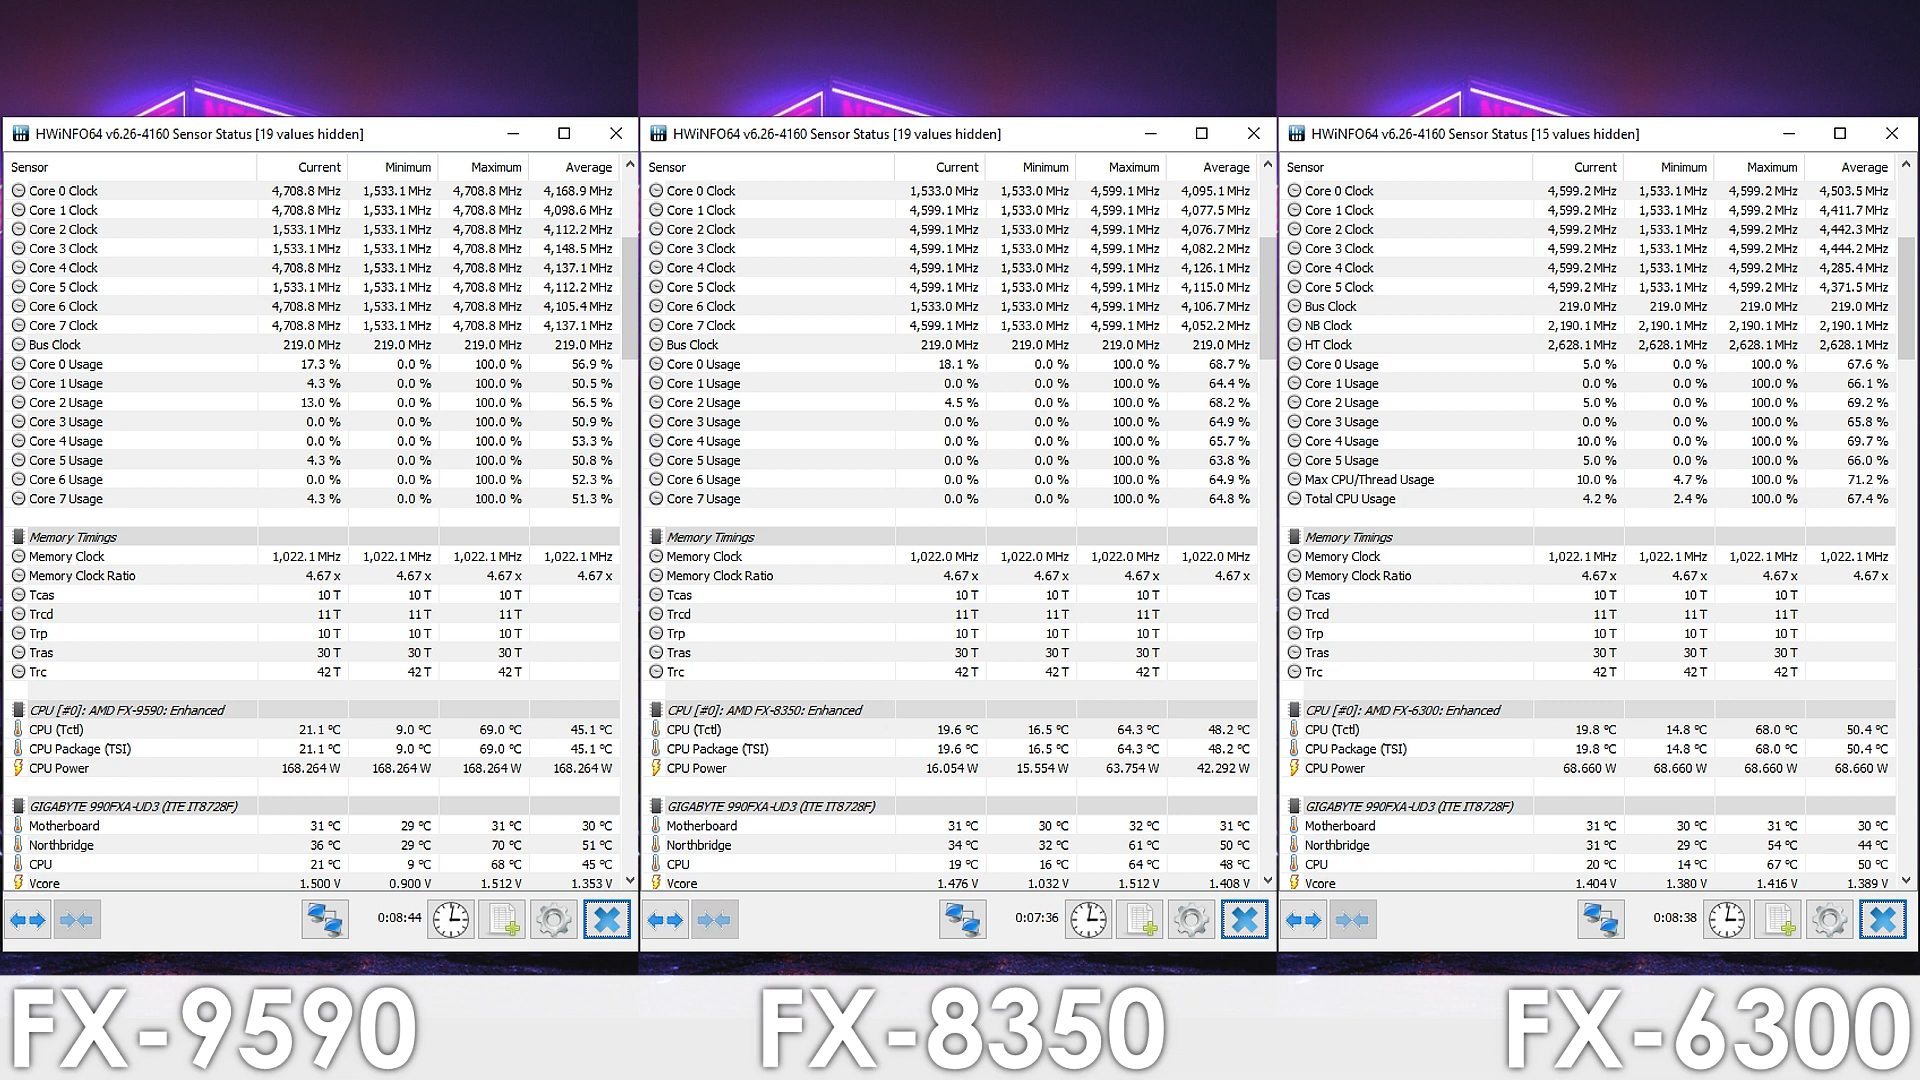 HWiNFO64 v6.26-4160 Sensor Status [19 values hidden]
Sensor Current Minimum Maximum Average
Core 0 Clock 4,708.8 MHz 1,533.1 MHz 4,708.8 MHz 4,168.9 MHz
Core 1 Clock 4,708.8 MHz 1,533.1 MHz 4,708.8 MHz 4,098.6 MHz
Core 2 Clock 1,533.1 MHz 1,533.1 MHz 4,708.8 MHz 4,112.2 MHz
Core 3 Clock 1,533.1 MHz 1,533.1 MHz 4,708.8 MHz 4,148.5 MHz
Core 4 Clock 4,708.8 MHz 1,533.1 MHz 4,708.8 MHz 4,137.1 MHz
Core 5 Clock 1,533.1 MHz 1,533.1 MHz 4,708.8 MHz 4,112.2 MHz
Core 6 Clock 4,708.8 MHz 1,533.1 MHz 4,708.8 MHz 4,105.4 MHz
Core 7 Clock 4,708.8 MHz 1,533.1 MHz 4,708.8 MHz 4,137.1 MHz
Bus Clock 219.0 MHz 219.0 MHz 219.0 MHz 219.0 MHz
Core 0 Usage 17.3 % 0.0 % 100.0 % 56.9 %
Core 1 Usage 4.3 % 0.0 % 100.0 % 50.5 %
Core 2 Usage 13.0 % 0.0 % 100.0 % 56.5 %
Core 3 Usage 0.0 % 0.0 % 100.0 % 50.9 %
Core 4 Usage 0.0 % 0.0 % 100.0 % 53.3 %
Core 5 Usage 4.3 % 0.0 % 100.0 % 50.8 %
Core 6 Usage 0.0 % 0.0 % 100.0 % 52.3 %
Core 7 Usage 4.3 % 0.0 % 100.0 % 51.3 %
Memory Timings
Memory Clock 1,022.1 MHz 1,022.1 MHz 1,022.1 MHz 1,022.1 MHz
Memory Clock Ratio 4.67 x 4.67 x 4.67 x 4.67 x
Tcas 10 T 10 T 10 T
Trcd 11 T 11 T 11 T
Trp 10 T 10 T 10 T
Tras 30 T 30 T 30 T
Trc 42 T 42 T 42 T
CPU [#0]: AMD FX-9590: Enhanced
CPU (Tctl) 21.1 °C 9.0 °C 69.0 °C 45.1 °C
CPU Package (TSI) 21.1 °C 9.0 °C 69.0 °C 45.1 °C
CPU Power 168.264 W 168.264 W 168.264 W 168.264 W
GIGABYTE 990FXA-UD3 (ITE IT8728F)
Motherboard 31 °C 29 °C 31 °C 30 °C
Northbridge 36 °C 29 °C 70 °C 51 °C
CPU 21 °C 9 °C 68 °C 45 °C
Vcore 1.500 V 0.900 V 1.512 V 1.353 V
0:08:44
FX-9590
HWiNFO64 v6.26-4160 Sensor Status [19 values hidden]
Sensor Current Minimum Maximum Average
Core 0 Clock 1,533.0 MHz 1,533.0 MHz 4,599.1 MHz 4,095.1 MHz
Core 1 Clock 4,599.1 MHz 1,533.0 MHz 4,599.1 MHz 4,077.5 MHz
Core 2 Clock 4,599.1 MHz 1,533.0 MHz 4,599.1 MHz 4,076.7 MHz
Core 3 Clock 4,599.1 MHz 1,533.0 MHz 4,599.1 MHz 4,082.2 MHz
Core 4 Clock 4,599.1 MHz 1,533.0 MHz 4,599.1 MHz 4,126.1 MHz
Core 5 Clock 4,599.1 MHz 1,533.0 MHz 4,599.1 MHz 4,115.0 MHz
Core 6 Clock 1,533.0 MHz 1,533.0 MHz 4,599.1 MHz 4,106.7 MHz
Core 7 Clock 4,599.1 MHz 1,533.0 MHz 4,599.1 MHz 4,052.2 MHz
Bus Clock 219.0 MHz 219.0 MHz 219.0 MHz 219.0 MHz
Core 0 Usage 18.1 % 0.0 % 100.0 % 68.7 %
Core 1 Usage 0.0 % 0.0 % 100.0 % 64.4 %
Core 2 Usage 4.5 % 0.0 % 100.0 % 68.2 %
Core 3 Usage 0.0 % 0.0 % 100.0 % 64.9 %
Core 4 Usage 0.0 % 0.0 % 100.0 % 65.7 %
Core 5 Usage 0.0 % 0.0 % 100.0 % 63.8 %
Core 6 Usage 0.0 % 0.0 % 100.0 % 64.9 %
Core 7 Usage 0.0 % 0.0 % 100.0 % 64.8 %
Memory Timings
Memory Clock 1,022.0 MHz 1,022.0 MHz 1,022.0 MHz 1,022.0 MHz
Memory Clock Ratio 4.67 x 4.67 x 4.67 x 4.67 x
Tcas 10 T 10 T 10 T
Trcd 11 T 11 T 11 T
Trp 10 T 10 T 10 T
Tras 30 T 30 T 30 T
Trc 42 T 42 T 42 T
CPU [#0]: AMD FX-8350: Enhanced
CPU (Tctl) 19.6 °C 16.5 °C 64.3 °C 48.2 °C
CPU Package (TSI) 19.6 °C 16.5 °C 64.3 °C 48.2 °C
CPU Power 16.054 W 15.554 W 63.754 W 42.292 W
GIGABYTE 990FXA-UD3 (ITE IT8728F)
Motherboard 31 °C 30 °C 32 °C 31 °C
Northbridge 34 °C 32 °C 61 °C 50 °C
CPU 19 °C 16 °C 64 °C 48 °C
Vcore 1.476 V 1.032 V 1.512 V 1.408 V
0:07:36
FX-8350
HWiNFO64 v6.26-4160 Sensor Status [15 values hidden]
Sensor Current Minimum Maximum Average
Core 0 Clock 4,599.2 MHz 1,533.1 MHz 4,599.2 MHz 4,503.5 MHz
Core 1 Clock 4,599.2 MHz 1,533.1 MHz 4,599.2 MHz 4,411.7 MHz
Core 2 Clock 4,599.2 MHz 1,533.1 MHz 4,599.2 MHz 4,442.3 MHz
Core 3 Clock 4,599.2 MHz 1,533.1 MHz 4,599.2 MHz 4,444.2 MHz
Core 4 Clock 4,599.2 MHz 1,533.1 MHz 4,599.2 MHz 4,285.4 MHz
Core 5 Clock 4,599.2 MHz 1,533.1 MHz 4,599.2 MHz 4,371.5 MHz
Bus Clock 219.0 MHz 219.0 MHz 219.0 MHz 219.0 MHz
NB Clock 2,190.1 MHz 2,190.1 MHz 2,190.1 MHz 2,190.1 MHz
HT Clock 2,628.1 MHz 2,628.1 MHz 2,628.1 MHz 2,628.1 MHz
Core 0 Usage 5.0 % 0.0 % 100.0 % 67.6 %
Core 1 Usage 0.0 % 0.0 % 100.0 % 66.1 %
Core 2 Usage 5.0 % 0.0 % 100.0 % 69.2 %
Core 3 Usage 0.0 % 0.0 % 100.0 % 65.8 %
Core 4 Usage 10.0 % 0.0 % 100.0 % 69.7 %
Core 5 Usage 5.0 % 0.0 % 100.0 % 66.0 %
Max CPU/Thread Usage 10.0 % 4.7 % 100.0 % 71.2 %
Total CPU Usage 4.2 % 2.4 % 100.0 % 67.4 %
Memory Timings
Memory Clock 1,022.1 MHz 1,022.1 MHz 1,022.1 MHz 1,022.1 MHz
Memory Clock Ratio 4.67 x 4.67 x 4.67 x 4.67 x
Tcas 10 T 10 T 10 T
Trcd 11 T 11 T 11 T
Trp 10 T 10 T 10 T
Tras 30 T 30 T 30 T
Trc 42 T 42 T 42 T
CPU [#0]: AMD FX-6300: Enhanced
CPU (Tctl) 19.8 °C 14.8 °C 68.0 °C 50.4 °C
CPU Package (TSI) 19.8 °C 14.8 °C 68.0 °C 50.4 °C
CPU Power 68.660 W 68.660 W 68.660 W 68.660 W
GIGABYTE 990FXA-UD3 (ITE IT8728F)
Motherboard 31 °C 30 °C 31 °C 30 °C
Northbridge 31 °C 29 °C 54 °C 44 °C
CPU 20 °C 14 °C 67 °C 50 °C
Vcore 1.404 V 1.380 V 1.416 V 1.389 V
0:08:38
FX-6300